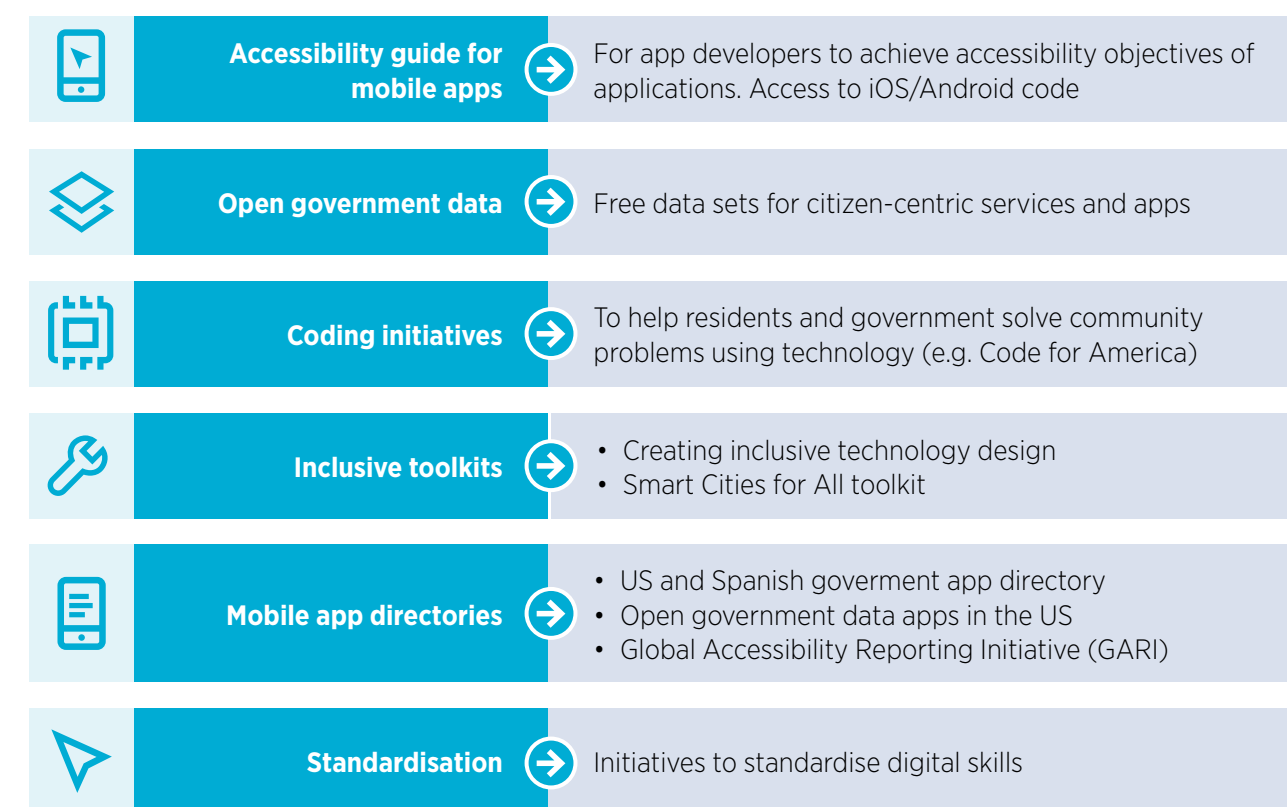 Accessibility guide for
mobile apps
For app developers to achieve accessibility objectives of
applications. Access to iOS/Android code
Open government data
Free data sets for citizen-centric services and apps
Coding initiatives
To help residents and government solve community
problems using technology (e.g. Code for America)
Inclusive toolkits
• Creating inclusive technology design
• Smart Cities for All toolkit
Mobile app directories
• US and Spanish goverment app directory
• Open government data apps in the US
• Global Accessibility Reporting Initiative (GARI)
Standardisation
Initiatives to standardise digital skills